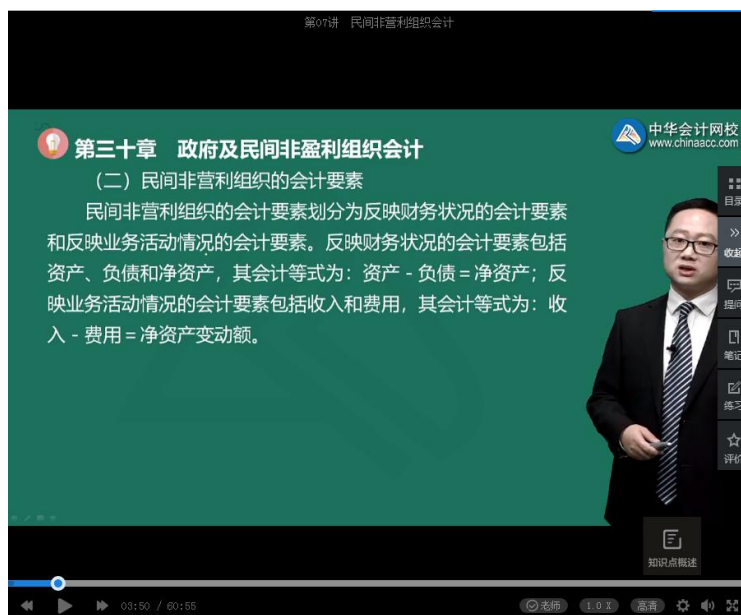 第07讲 民间非营利组织会计
中华会计网校
www.chinaacc.com
第三十章 政府及民间非盈利组织会计
（二）民间非营利组织的会计要素
民间非营利组织的会计要素划分为反映财务状况的会计要素
和反映业务活动情况的会计要素。反映财务状况的会计要素包括
资产、负债和净资产，其会计等式为：资产-负债=净资产；反
映业务活动情况的会计要素包括收入和费用，其会计等式为：收
入-费用=净资产变动额。
目录
收起
提问
笔记
练习
评价
知识点概述
03:50 / 60:55
老师
1.0 X
高清